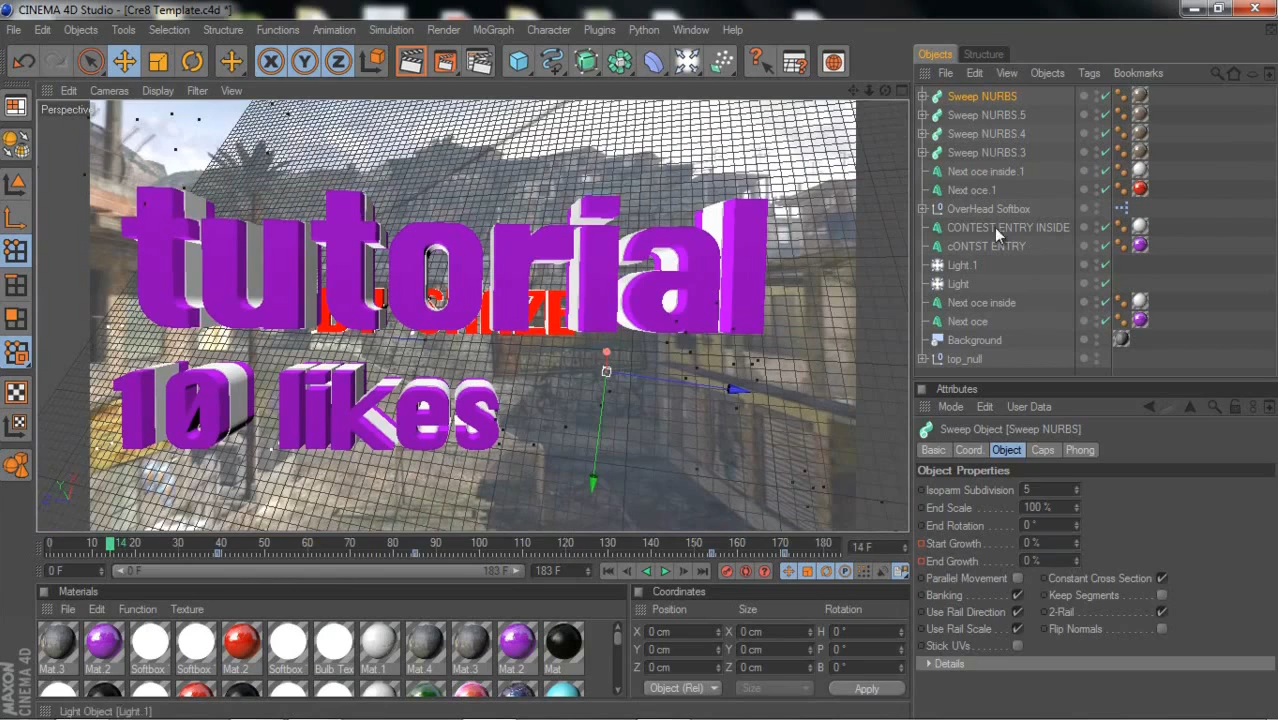 CINEMA 4D Studio - [Cre8 Template.c4d *]
File Edit Objects Tools Selection Structure Functions Animation Simulation Render MoGraph Character Plugins Python Window Help
Objects Structure
File Edit View Objects Tags Bookmarks
Edit Cameras Display Filter View
Perspective
Sweep NURBS
Sweep NURBS.5
Sweep NURBS.4
Sweep NURBS.3
Next oce inside.1
Next oce.1
OverHead Softbox
CONTEST ENTRY INSIDE
cONTST ENTRY
Light.1
Light
Next oce inside
Next oce
Background
top_null
tutorial
10 likes
Attributes
Mode Edit User Data
Sweep Object [Sweep NURBS]
Basic Coord. Object Caps Phong
Object Properties
Isoparm Subdivision 5
End Scale 100 %
End Rotation 0 °
Start Growth 0 %
End Growth 0 %
Parallel Movement Constant Cross Section
Banking Keep Segments
Use Rail Direction 2-Rail
Use Rail Scale Flip Normals
Stick UVs
Details
0 10 14 20 30 40 50 60 70 80 90 100 110 120 130 140 150 160 170 180 14 F
0 F 0 F 183 F 183 F
Materials
File Edit Function Texture
Mat.3 Mat.2 Softbox Softbox Mat 2 Softbox Bulb Tex Mat.1 Mat.4 Mat.3 Mat.2 Mat
Coordinates
Position Size Rotation
X 0 cm X 0 cm H 0 °
Y 0 cm Y 0 cm P 0 °
Z 0 cm Z 0 cm B 0 °
Object (Rel) Size Apply
MAXON CINEMA 4D
Light Object [Light.1]